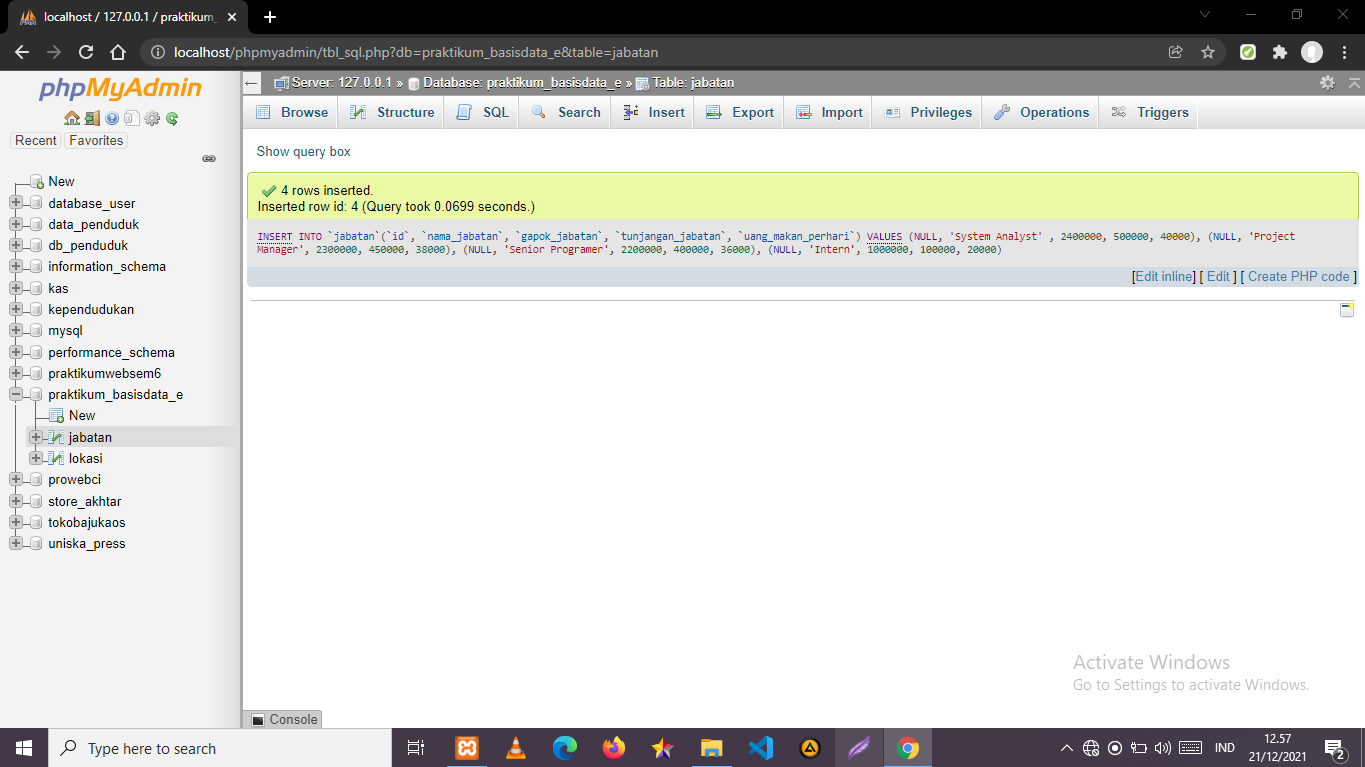 localhost / 127.0.0.1 / praktikum_
localhost/phpmyadmin/tbl_sql.php?db=praktikum_basisdata_e&table=jabatan
phpMyAdmin
Recent Favorites
New
database_user
data_penduduk
db_penduduk
information_schema
kas
kependudukan
mysql
performance_schema
praktikumwebsem6
praktikum_basisdata_e
New
jabatan
lokasi
prowebci
store_akhtar
tokobajukaos
uniska_press
Server: 127.0.0.1 » Database: praktikum_basisdata_e » Table: jabatan
Browse Structure SQL Search Insert Export Import Privileges Operations Triggers
Show query box
4 rows inserted.
Inserted row id: 4 (Query took 0.0699 seconds.)
INSERT INTO `jabatan`(`id`, `nama_jabatan`, `gapok_jabatan`, `tunjangan_jabatan`, `uang_makan_perhari`) VALUES (NULL, 'System Analyst' , 2400000, 500000, 40000), (NULL, 'Project
Manager', 2300000, 450000, 38000), (NULL, 'Senior Programer', 2200000, 400000, 36000), (NULL, 'Intern', 1000000, 100000, 20000)
[Edit inline] [ Edit ] [ Create PHP code ]
Activate Windows
Go to Settings to activate Windows.
Console
Type here to search
IND
12.57
21/12/2021
2